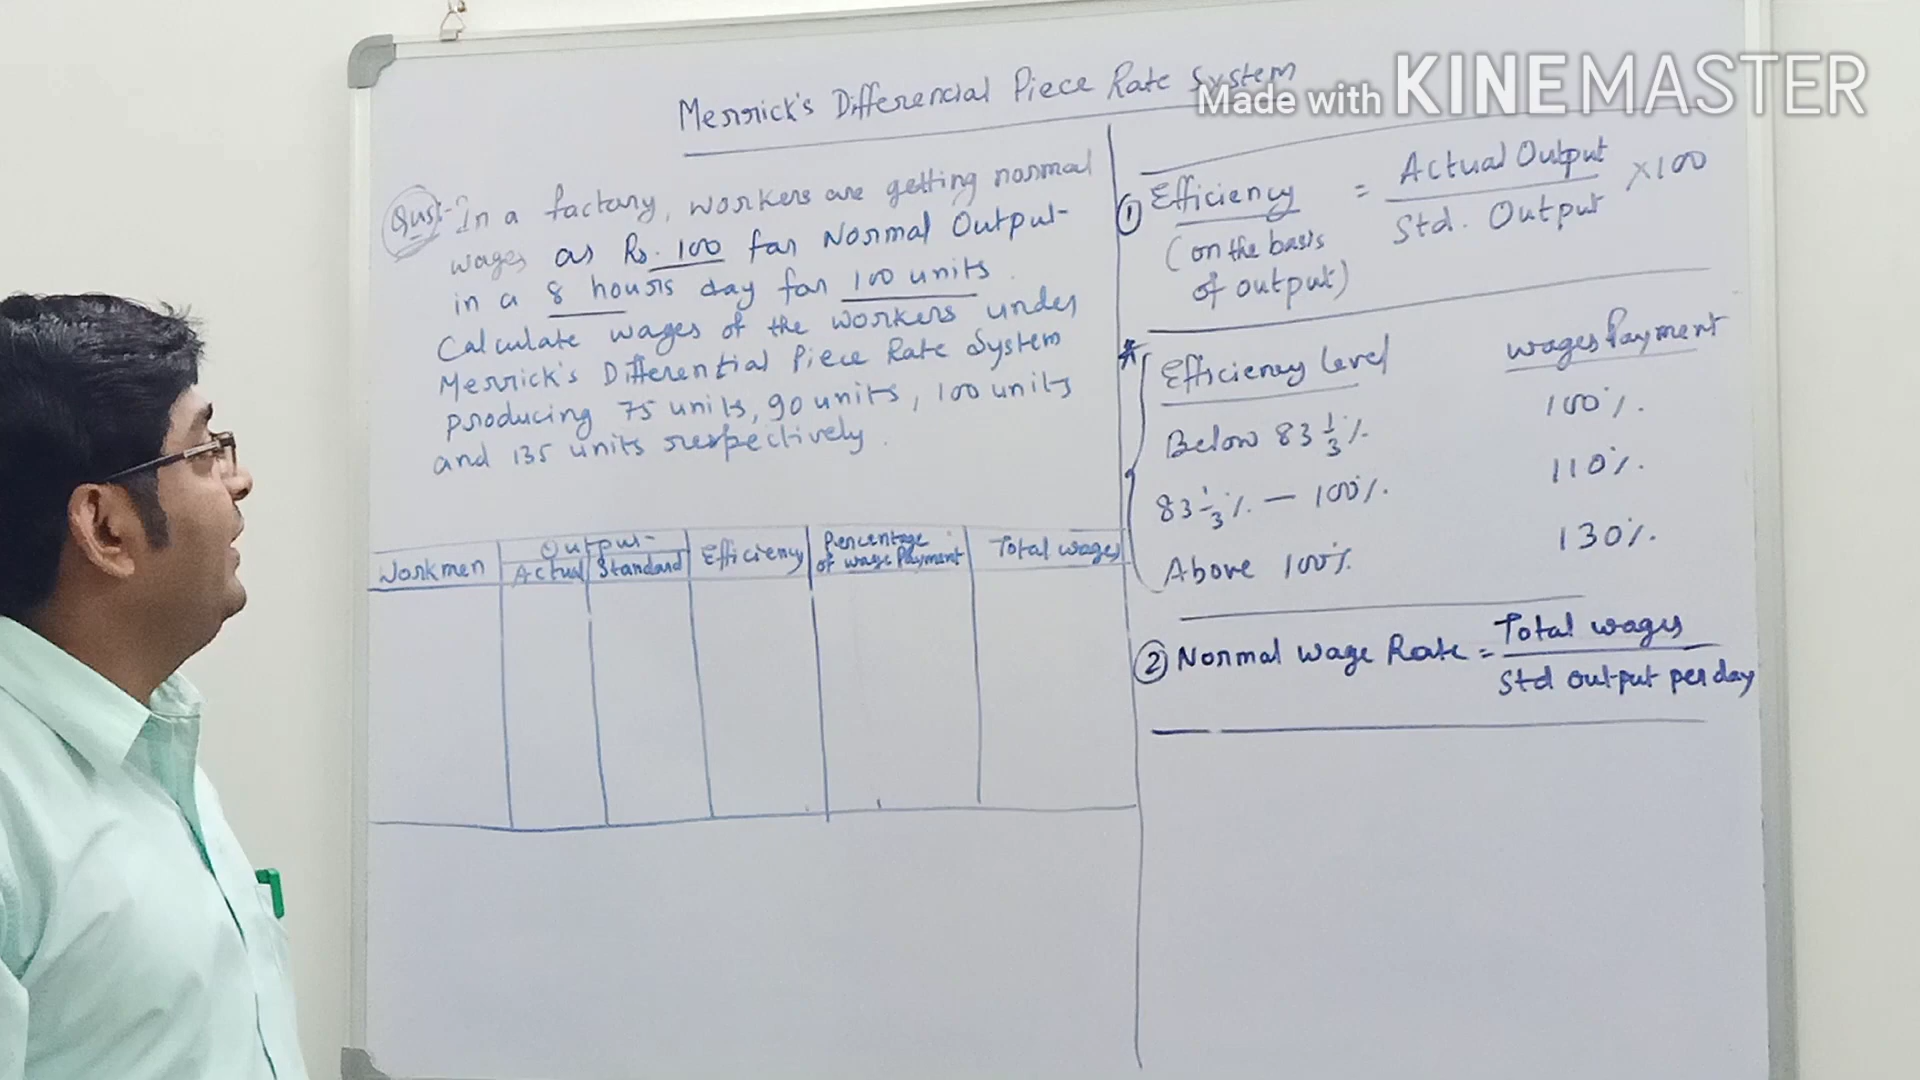 Merrick's Differencial Piece Rate System
Made with KINEMASTER
Qus:- In a factory, workers are getting normal
wages as Rs. 100 for Normal Output
in a 8 hours day for 100 units.
Calculate wages of the workers under
Merrick's Differential Piece Rate System
producing 75 units, 90 units, 100 units
and 135 units respectively.
Workmen
Output
Actual
Standard
Efficiency
Percentage
of wage Payment
Total wages
① Efficiency = Actual Output / Std. Output × 100
(on the basis
of output)
* Efficiency Level wages Payment
Below 83 1/3 % 100%.
83 1/3 % — 100%. 110%.
Above 100% 130%.
② Normal wage Rate = Total wages / Std output per day